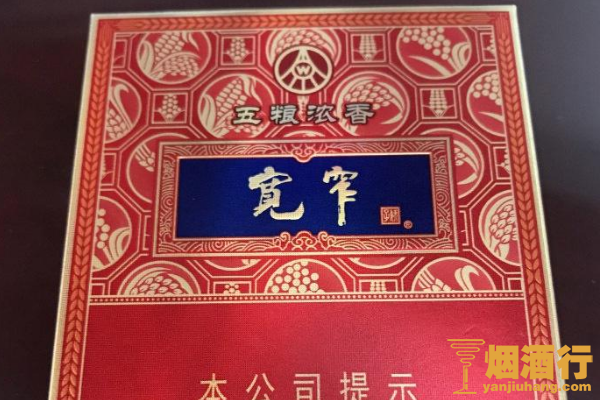 五粮浓香
宽窄
®
本公司提示
烟酒行
yanjiuhang.com